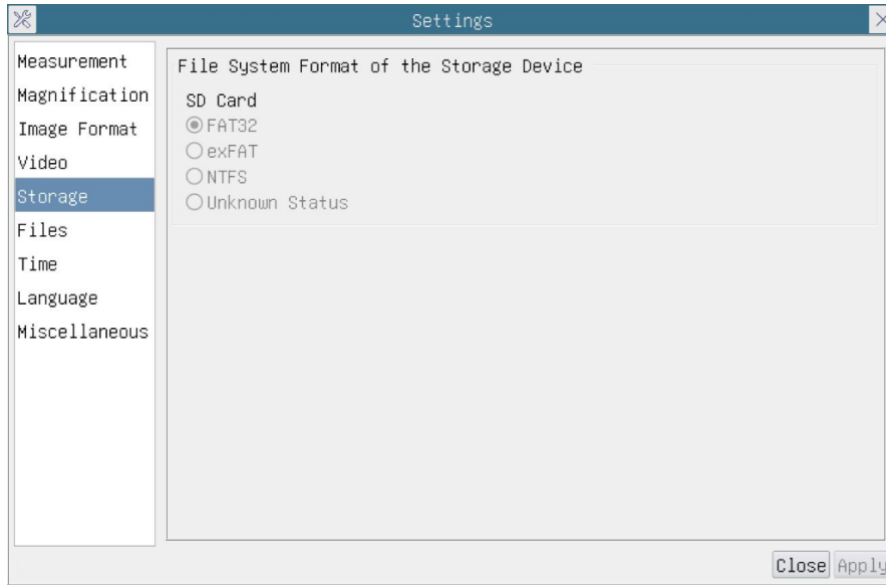 Settings
Measurement
Magnification
Image Format
Video
Storage
Files
Time
Language
Miscellaneous
File System Format of the Storage Device
SD Card
FAT32
exFAT
NTFS
Unknown Status
Close
Apply